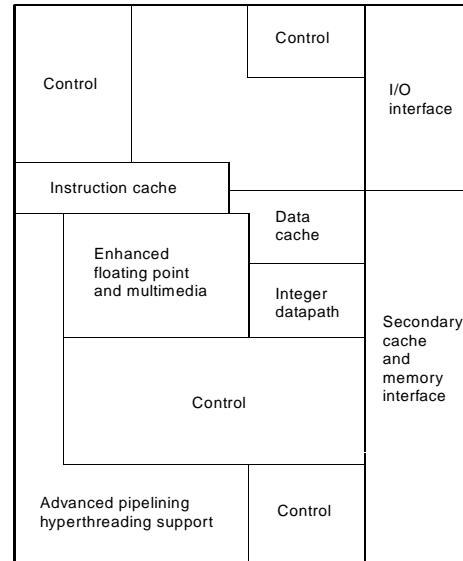 Control
Control
I/O
interface
Instruction cache
Data
cache
Enhanced
floating point
and multimedia
Integer
datapath
Secondary
cache
and
memory
interface
Control
Advanced pipelining
hyperthreading support
Control